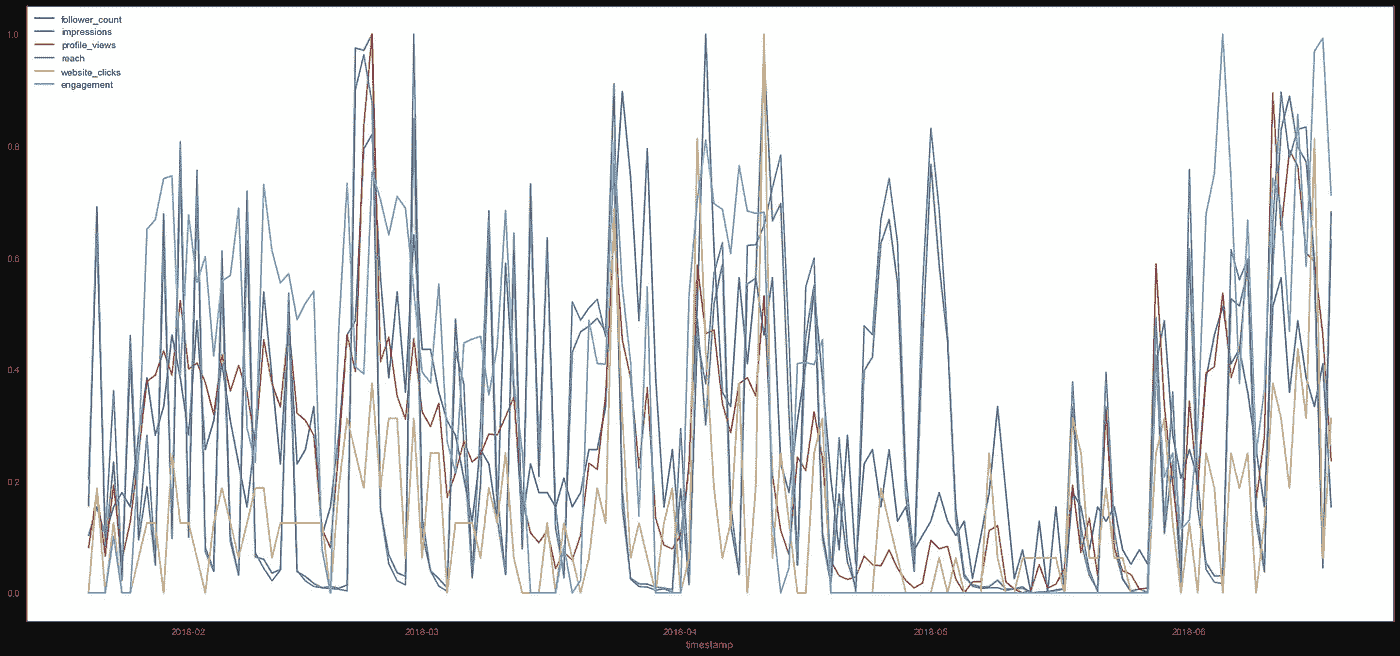 follower_count
impressions
profile_views
reach
website_clicks
engagement
1.0
0.8
0.6
0.4
0.2
0.0
2018-02
2018-03
2018-04
2018-05
2018-06
timestamp